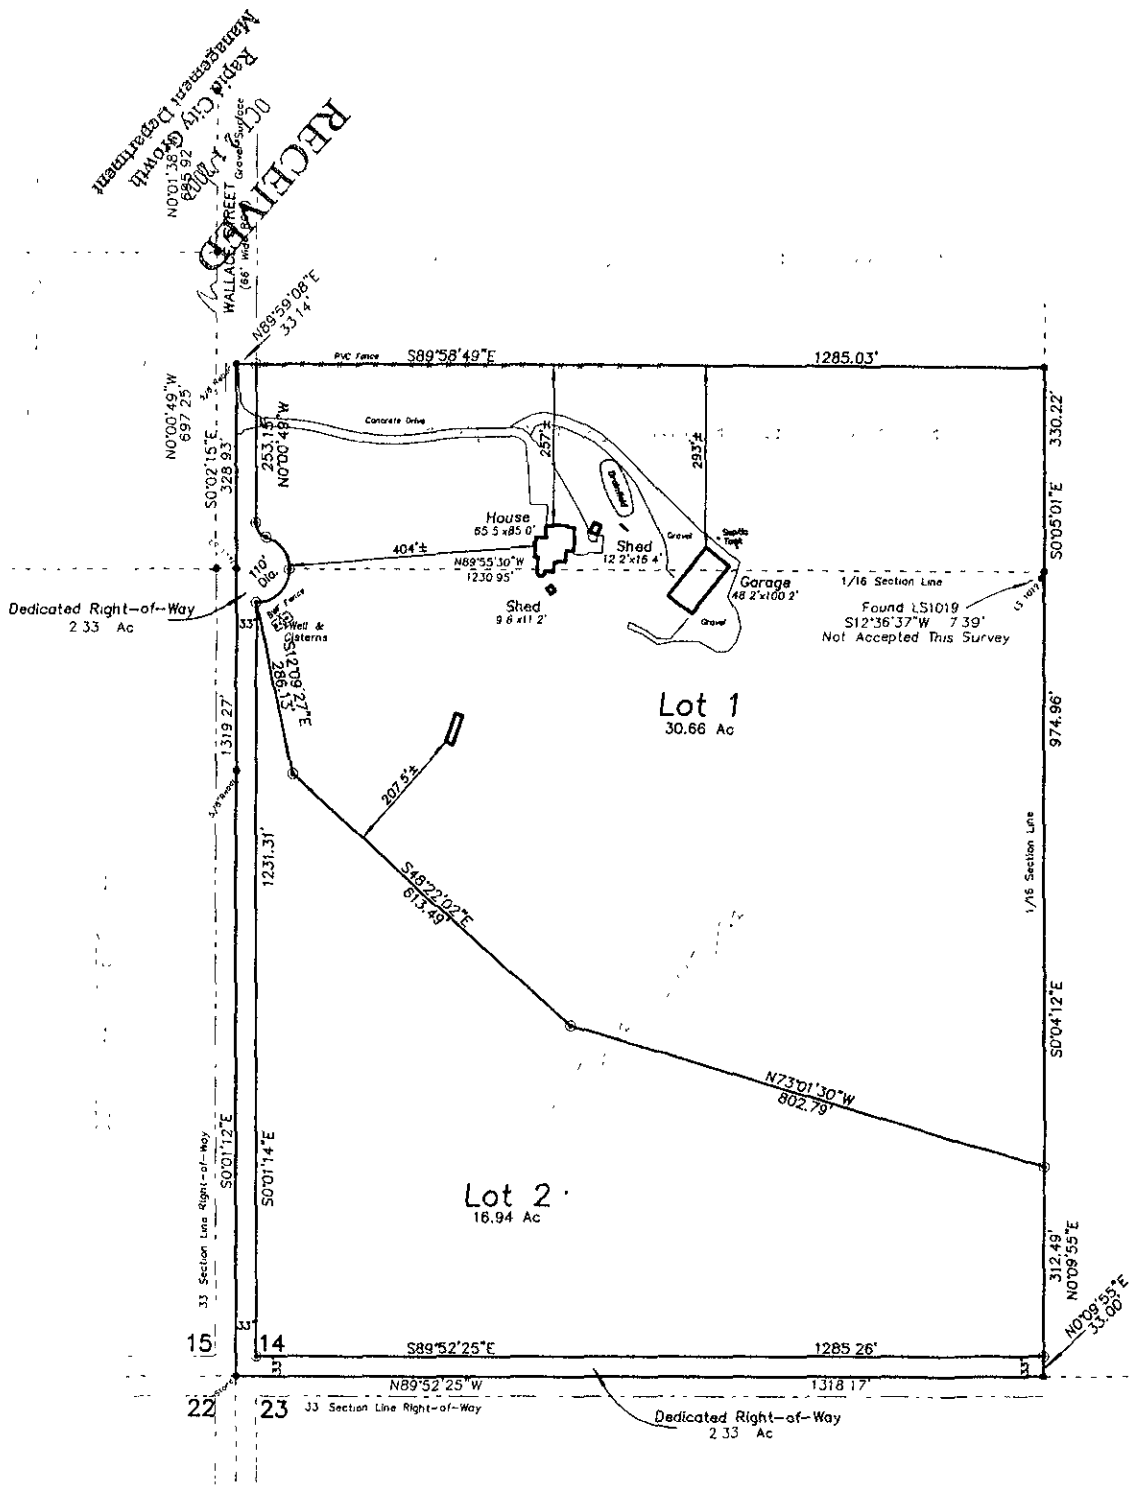 RECEIVED
Rapid City Growth
Management Department
N0°01'38"
685 92
WALLACE STREET
Gravel Surface
N89°59'08"E
33 14'
PVC Fence
S89°58'49"E
1285.03'
N0°00'49"W
697 25'
S0°02'15"E
328 93'
253.15'
N0°00'49"W
Concrete Drive
257'±
293'±
330.22'
S0°05'01"E
Drainfield
House
65 5 x85 0'
Shed
12 2'x16 4'
Gravel
Septic
Tank
404'±
N89°55'30"W
1230 95'
110'
Dia.
1/16 Section Line
Garage
48 2'x100 2'
Gravel
Found LS1019
S12°36'37"W 7 39'
Not Accepted This Survey
LS 1019
Dedicated Right-of-Way
2 33 Ac
Shed
9 8 x11 2'
33'
Well &
Cisterns
S12°09'27"E
286.13'
Lot 1
30.66 Ac
1319 27'
974.96'
207.5'±
5/8" Rebar
1231.31'
S48°22'02"E
613.49'
1/16 Section Line
S0°04'12"E
N73°01'30"W
802.79'
S0°01'12"E
S0°01'14"E
33 Section Line Right-of-Way
Lot 2
16.94 Ac
312.49'
N0°09'55"E
N0°09'55"E
33.00'
33'
15
14
S89°52'25"E
1285 26'
33'
33'
N89°52'25"W
1318 17'
Stone
22
23
33 Section Line Right-of-Way
Dedicated Right-of-Way
2 33 Ac